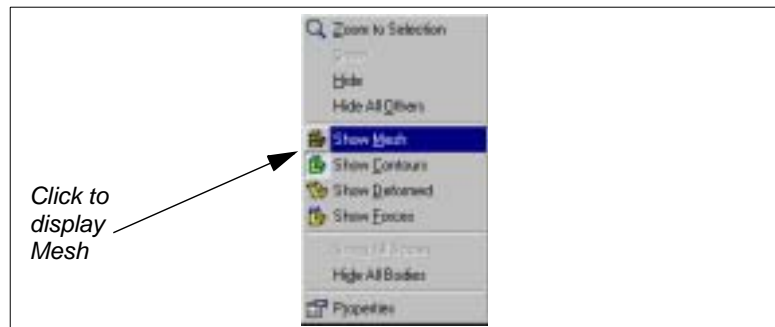 Zoom to Selection
Show
Hide
Hide All Others
Show Mesh
Show Contours
Show Deformed
Show Forces
Click to
display
Mesh
Hide All Bodies
Properties